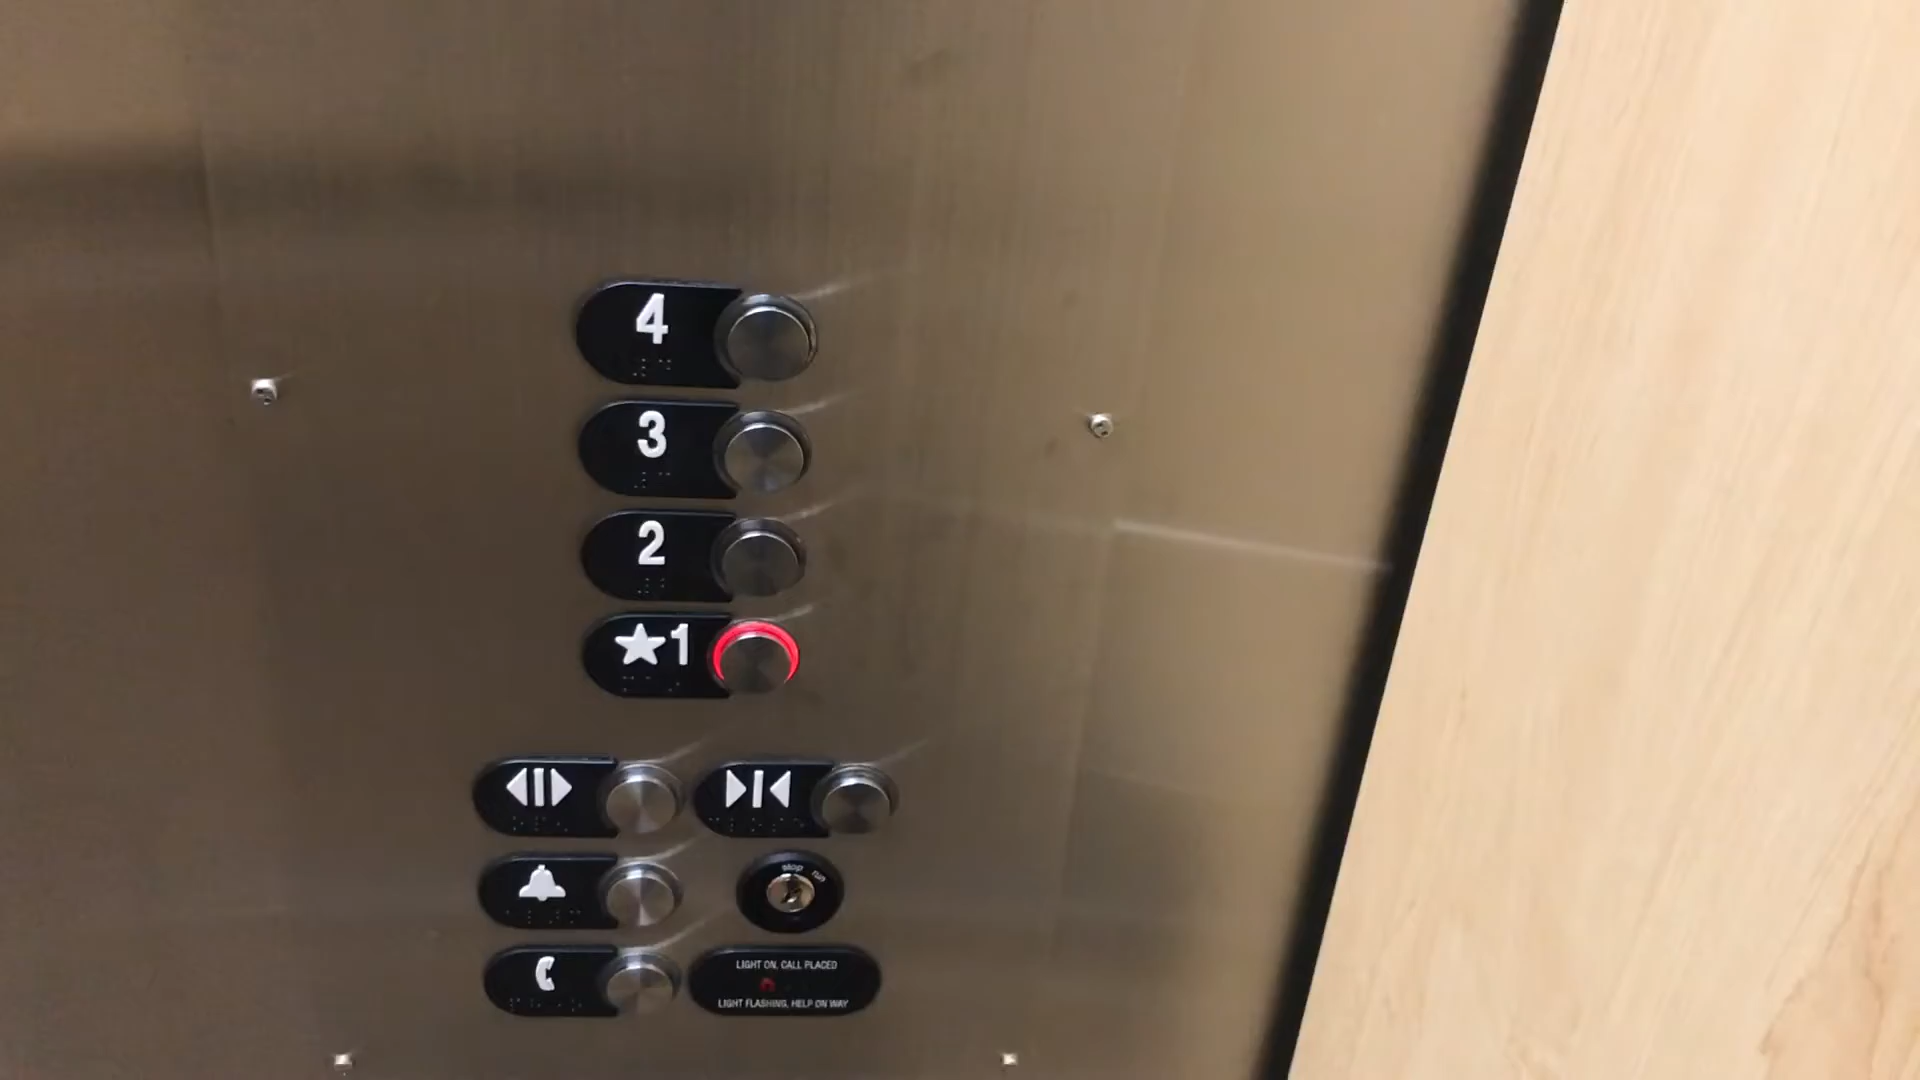 4
3
2
★1
stop run
LIGHT ON, CALL PLACED
LIGHT FLASHING, HELP ON WAY